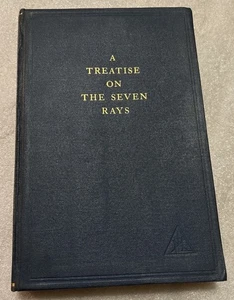 A
TREATISE
ON
THE SEVEN
RAYS